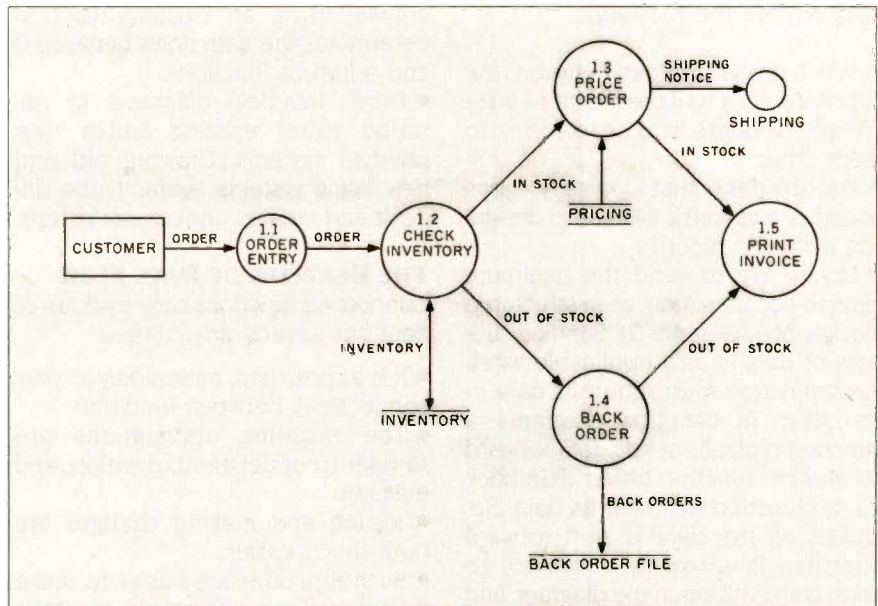 1.3
PRICE
ORDER
SHIPPING
NOTICE
SHIPPING
IN STOCK
IN STOCK
PRICING
CUSTOMER
ORDER
1.1
ORDER
ENTRY
ORDER
1.2
CHECK
INVENTORY
1.5
PRINT
INVOICE
OUT OF STOCK
OUT OF STOCK
INVENTORY
INVENTORY
1.4
BACK
ORDER
BACK ORDERS
BACK ORDER FILE